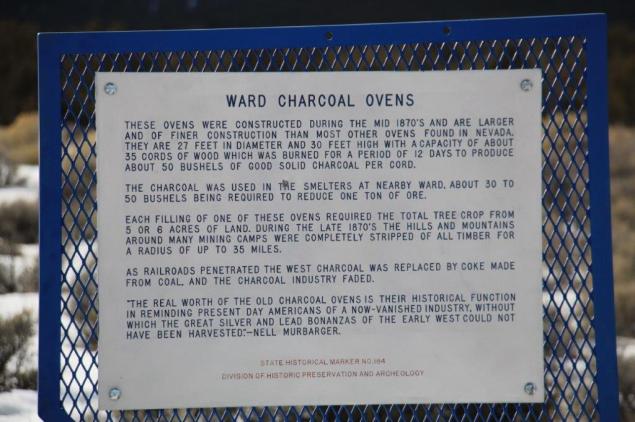 WARD CHARCOAL OVENS
THESE OVENS WERE CONSTRUCTED DURING THE MID 1870'S AND ARE LARGER
AND OF FINER CONSTRUCTION THAN MOST OTHER OVENS FOUND IN NEVADA.
THEY ARE 27 FEET IN DIAMETER AND 30 FEET HIGH WITH A CAPACITY OF ABOUT
35 CORDS OF WOOD WHICH WAS BURNED FOR A PERIOD OF 12 DAYS TO PRODUCE
ABOUT 50 BUSHELS OF GOOD SOLID CHARCOAL PER CORD.
THE CHARCOAL WAS USED IN THE SMELTERS AT NEARBY WARD, ABOUT 30 TO
50 BUSHELS BEING REQUIRED TO REDUCE ONE TON OF ORE.
EACH FILLING OF ONE OF THESE OVENS REQUIRED THE TOTAL TREE CROP FROM
5 OR 6 ACRES OF LAND. DURING THE LATE 1870'S THE HILLS AND MOUNTAINS
AROUND MANY MINING CAMPS WERE COMPLETELY STRIPPED OF ALL TIMBER FOR
A RADIUS OF UP TO 35 MILES.
AS RAILROADS PENETRATED THE WEST CHARCOAL WAS REPLACED BY COKE MADE
FROM COAL, AND THE CHARCOAL INDUSTRY FADED.
"THE REAL WORTH OF THE OLD CHARCOAL OVENS IS THEIR HISTORICAL FUNCTION
IN REMINDING PRESENT DAY AMERICANS OF A NOW-VANISHED INDUSTRY, WITHOUT
WHICH THE GREAT SILVER AND LEAD BONANZAS OF THE EARLY WEST COULD NOT
HAVE BEEN HARVESTED."—NELL MURBARGER.
STATE HISTORICAL MARKER NO. 184
DIVISION OF HISTORIC PRESERVATION AND ARCHEOLOGY